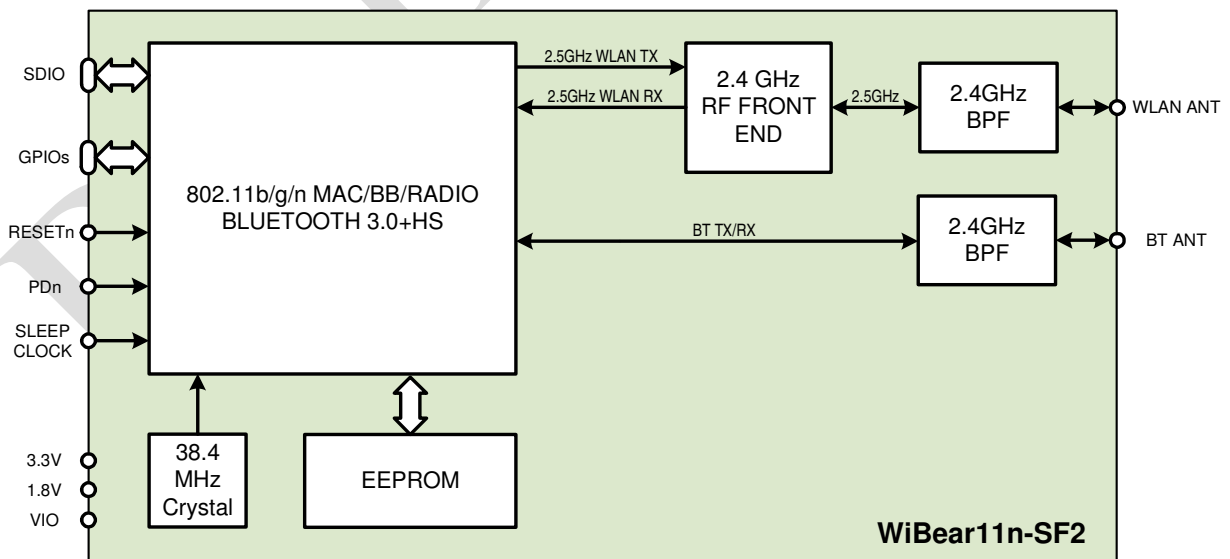 SDIO
GPIOs
RESETn
PDn
SLEEP
CLOCK
3.3V
1.8V
VIO
802.11b/g/n MAC/BB/RADIO
BLUETOOTH 3.0+HS
2.5GHz WLAN TX
2.5GHz WLAN RX
2.4 GHz
RF FRONT
END
2.5GHz
2.4GHz
BPF
WLAN ANT
BT TX/RX
2.4GHz
BPF
BT ANT
38.4
MHz
Crystal
EEPROM
WiBear11n-SF2